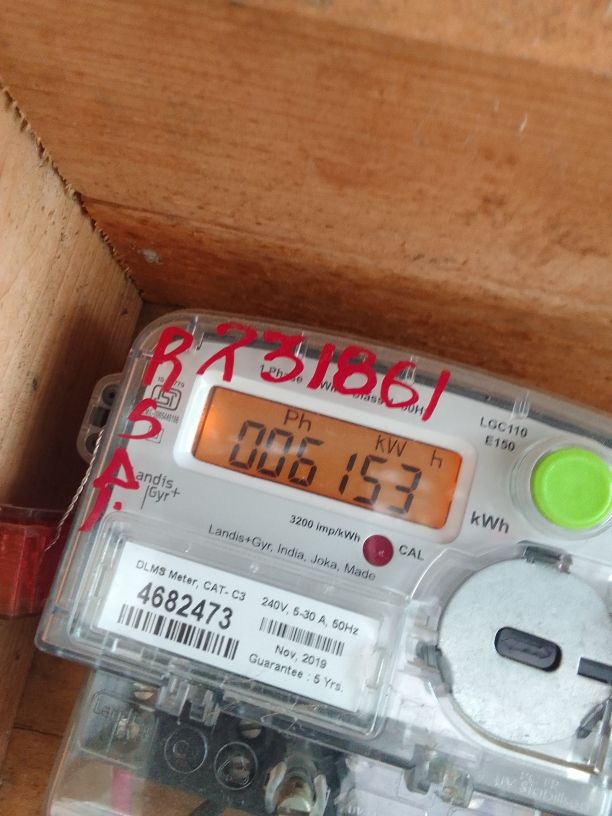 R731861
S
A.
1 Phase
LGC110
E150
Ph kW h
006153
kWh
Landis
Gyr+
3200 imp/kWh
CAL
Landis+Gyr, India, Joka, Made
DLMS Meter, CAT- C3
4682473
240V, 5-30 A, 50Hz
Nov, 2019
Guarantee : 5 Yrs.